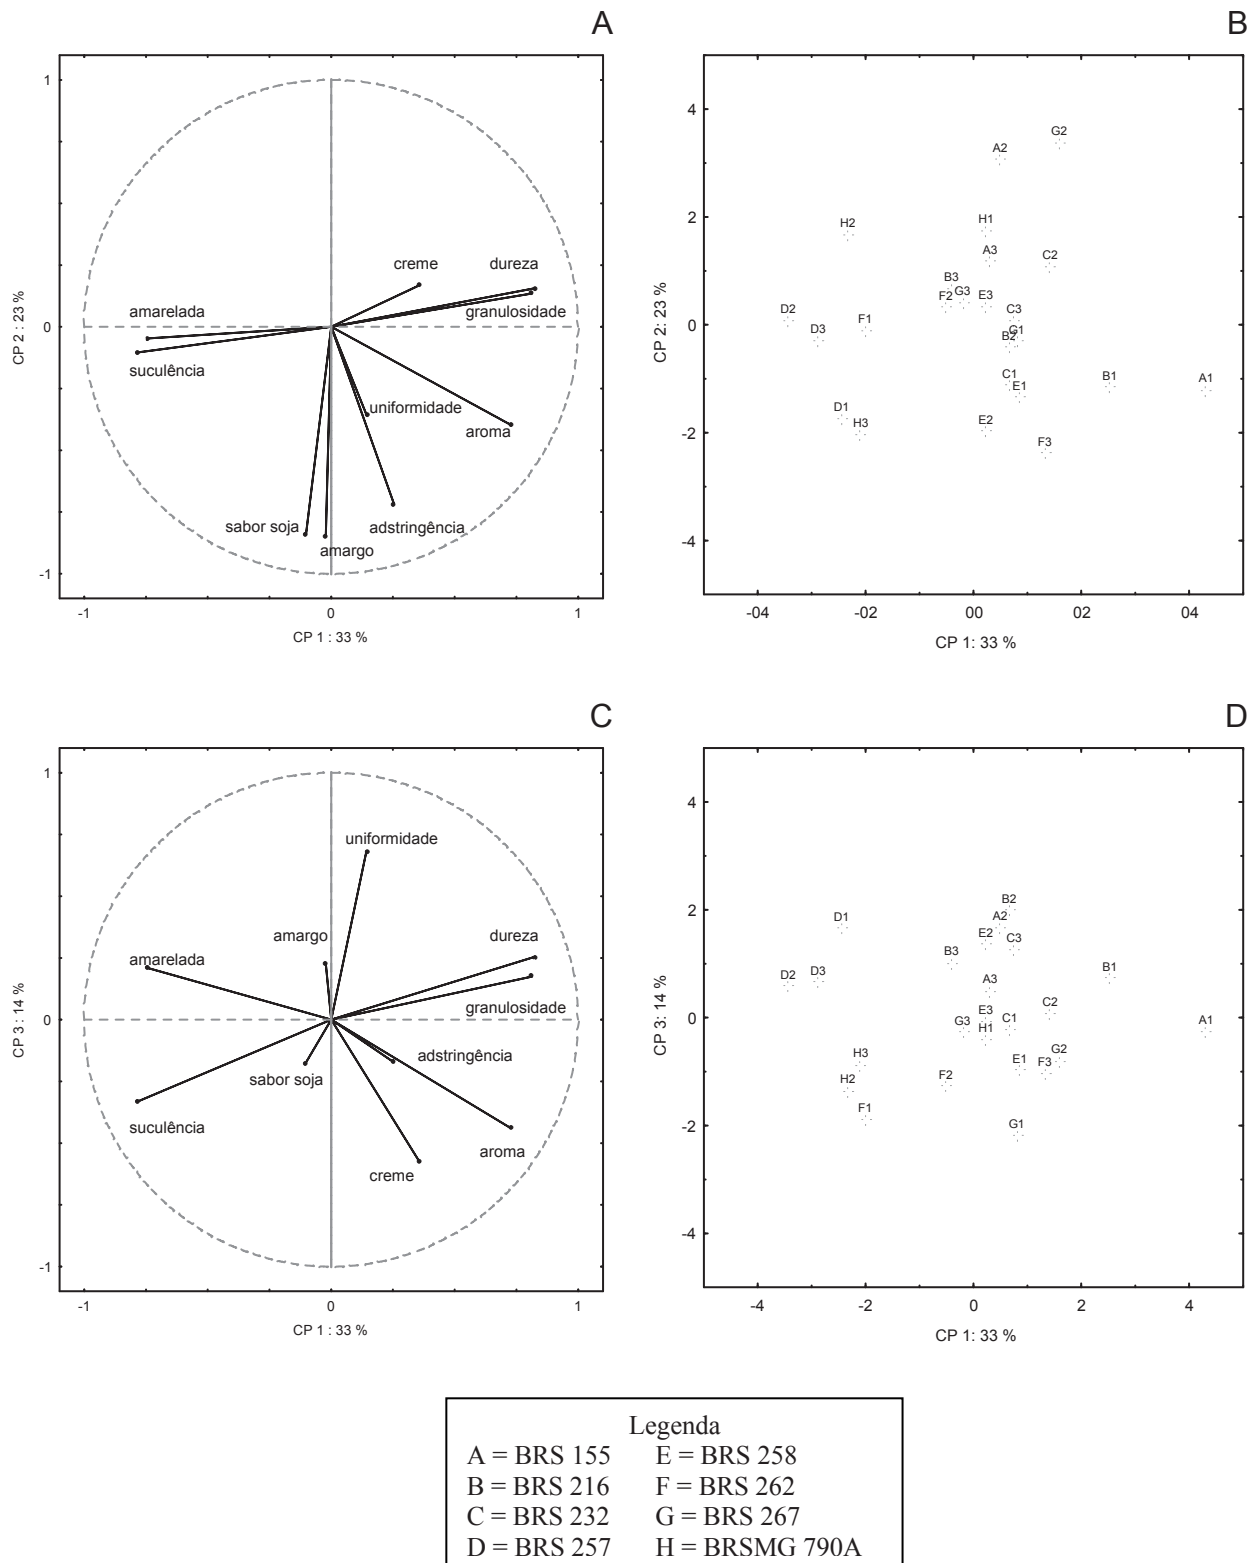 A
1
0
-1
CP 2 : 23 %
creme
dureza
amarelada
granulosidade
suculência
uniformidade
aroma
sabor soja
adstringência
amargo
-1
0
1
CP 1 : 33 %
B
4
2
0
-2
-4
CP 2: 23 %
G2
A2
H2
H1
A3
C2
B3
G3
F2
E3
D2
C3
F1
D3
G1
B2
C1
B1
A1
E1
D1
H3
E2
F3
-04
-02
00
02
04
CP 1: 33 %
C
1
0
-1
CP 3: 14 %
uniformidade
amargo
dureza
amarelada
granulosidade
adstringência
sabor soja
suculência
aroma
creme
-1
0
1
CP 1 : 33 %
D
4
2
0
-2
-4
CP 3: 14 %
B2
D1
A2
E2
C3
B3
D2
D3
B1
A3
C2
E3
C1
G3
H1
A1
H3
E1
F3
G2
H2
F2
F1
G1
-4
-2
0
2
4
CP 1: 33 %
Legenda
A = BRS 155 E = BRS 258
B = BRS 216 F = BRS 262
C = BRS 232 G = BRS 267
D = BRS 257 H = BRSMG 790A